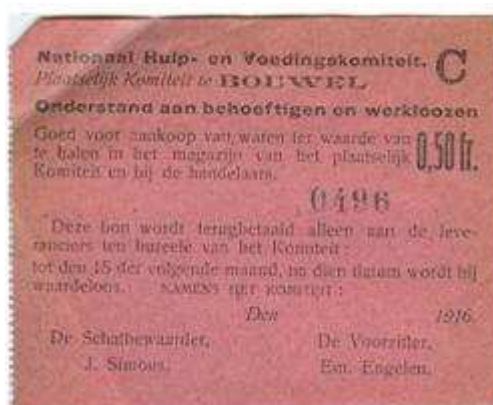 Nationaal Hulp- en Voedingskomiteit. C
Plaatselijk Komiteit te BOUWEL
Onderstand aan behoeftigen en werkloozen
Goed voor aankoop van waren ter waarde van 0,50 fr.
te halen in het magazijn van het plaatselijk
Komiteit en bij de handelaars.
0496
Deze bon wordt terugbetaald alleen aan de leve-
ranciers ten bureele van het Komiteit:
tot den 15 der volgende maand, na dien datum wordt hij
waardeloos. NAMENS HET KOMITEIT:
Den 1916.
De Schatbewaarder, De Voorzitter,
J. Simons. Em. Engelen.